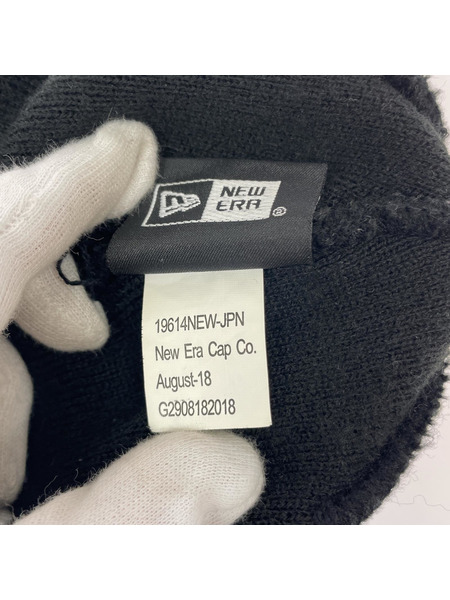 NEW
ERA
®
19614NEW-JPN
New Era Cap Co.
August-18
G2908182018